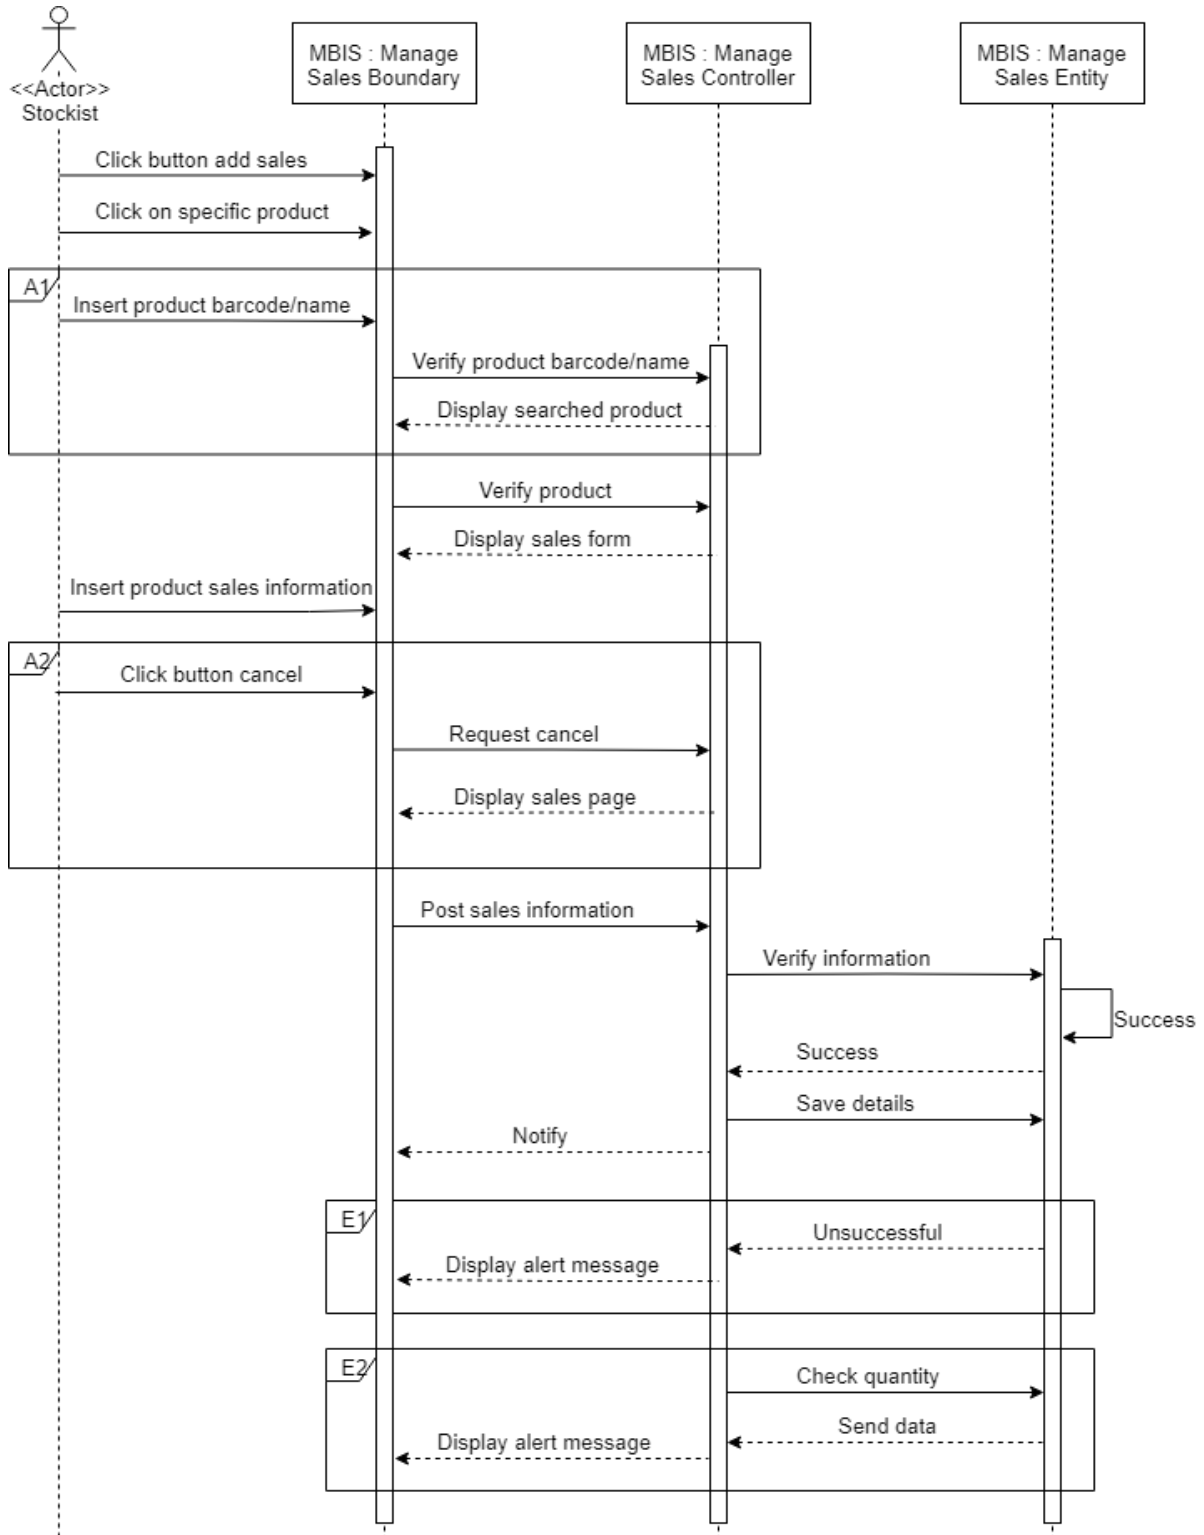 <<Actor>>
Stockist
MBIS : Manage
Sales Boundary
MBIS : Manage
Sales Controller
MBIS : Manage
Sales Entity
Click button add sales
Click on specific product
A1
Insert product barcode/name
Verify product barcode/name
Display searched product
Verify product
Display sales form
Insert product sales information
A2
Click button cancel
Request cancel
Display sales page
Post sales information
Verify information
Success
Success
Save details
Notify
E1
Unsuccessful
Display alert message
E2
Check quantity
Send data
Display alert message